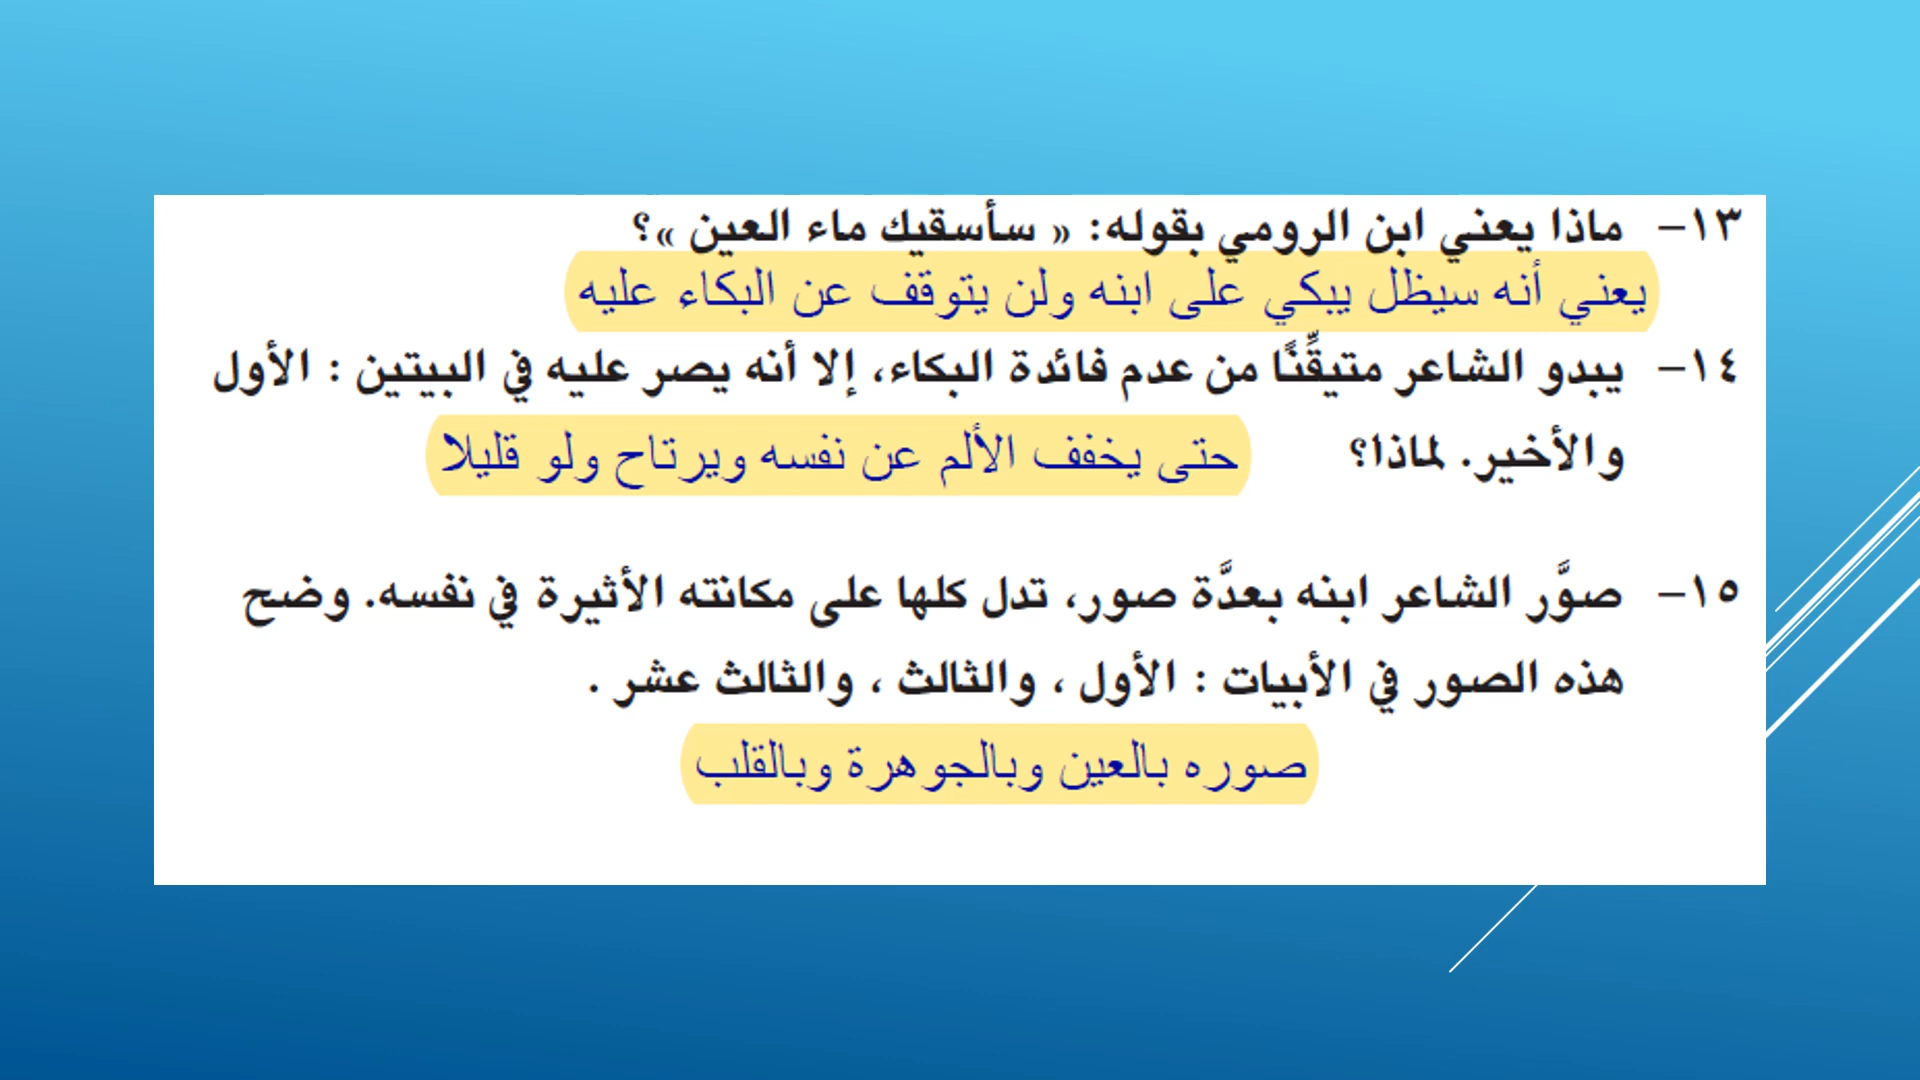 ١٣- ماذا يعني ابن الرومي بقوله: « سأسقيك ماء العين »؟
يعني أنه سيظل يبكي على ابنه ولن يتوقف عن البكاء عليه
١٤- يبدو الشاعر متيقِّنًا من عدم فائدة البكاء، إلا أنه يصر عليه في البيتين : الأول
والأخير. لماذا؟ حتى يخفف الألم عن نفسه ويرتاح ولو قليلا
١٥- صوَّر الشاعر ابنه بعدَّة صور، تدل كلها على مكانته الأثيرة في نفسه. وضح
هذه الصور في الأبيات : الأول ، والثالث ، والثالث عشر .
صوره بالعين وبالجوهرة وبالقلب